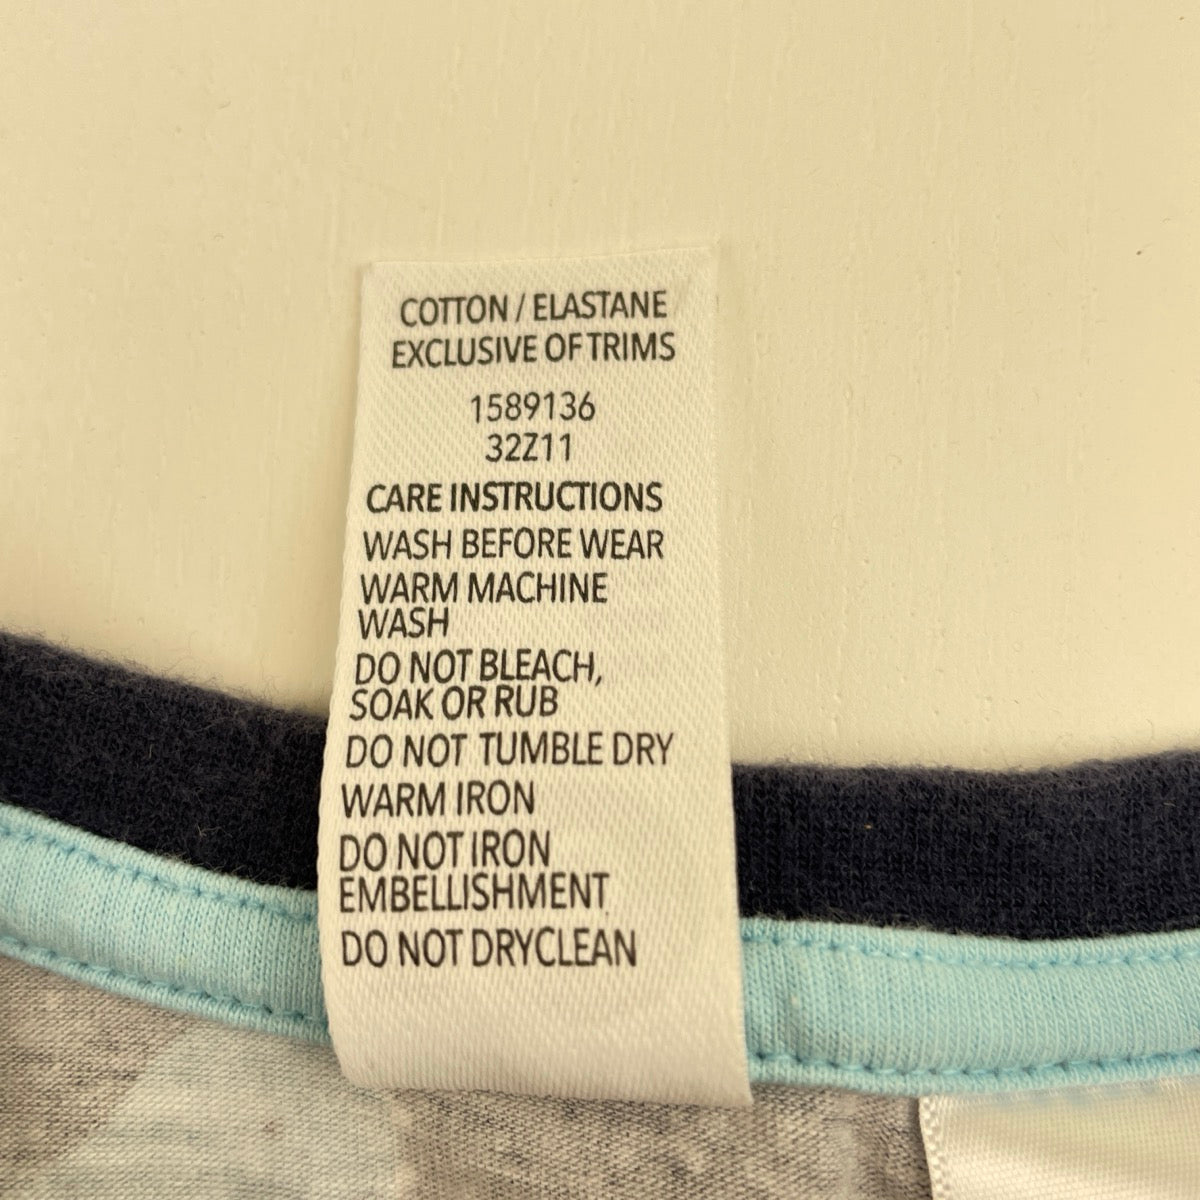 COTTON / ELASTANE
EXCLUSIVE OF TRIMS
1589136
32Z11
CARE INSTRUCTIONS
WASH BEFORE WEAR
WARM MACHINE
WASH
DO NOT BLEACH,
SOAK OR RUB
DO NOT TUMBLE DRY
WARM IRON
DO NOT IRON
EMBELLISHMENT
DO NOT DRYCLEAN